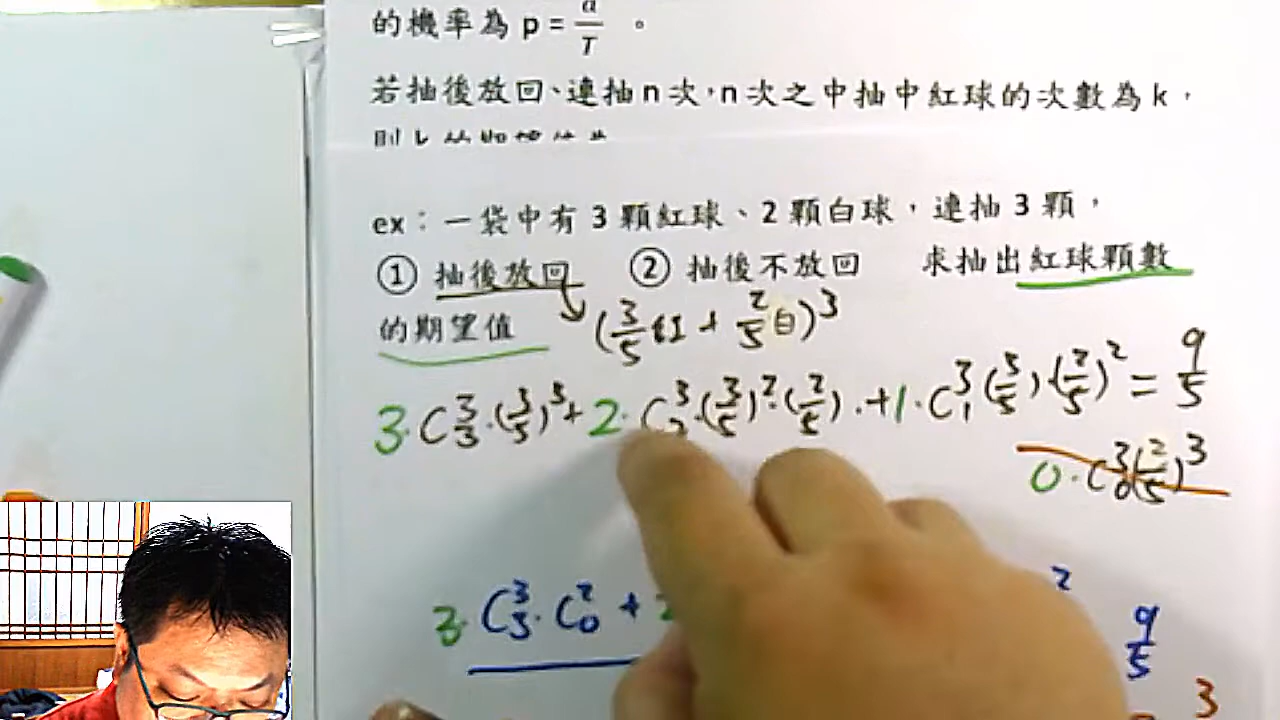 的機率為 p = a/T 。
若抽後放回、連抽 n 次，n 次之中抽中紅球的次數為 k，
ex：一袋中有 3 顆紅球、2 顆白球，連抽 3 顆，
① 抽後放回 ② 抽後不放回 求抽出紅球顆數
的期望值 (3/5 紅 + 2/5 白)^3
3·C^3_3·(3/5)^3 + 2·C^3_2·(3/5)^2·(2/5) + 1·C^3_1(3/5)·(2/5)^2 = 9/5
0·C^3_0(2/5)^3
3·C^3_3·C^2_0 +
2
9/5
3